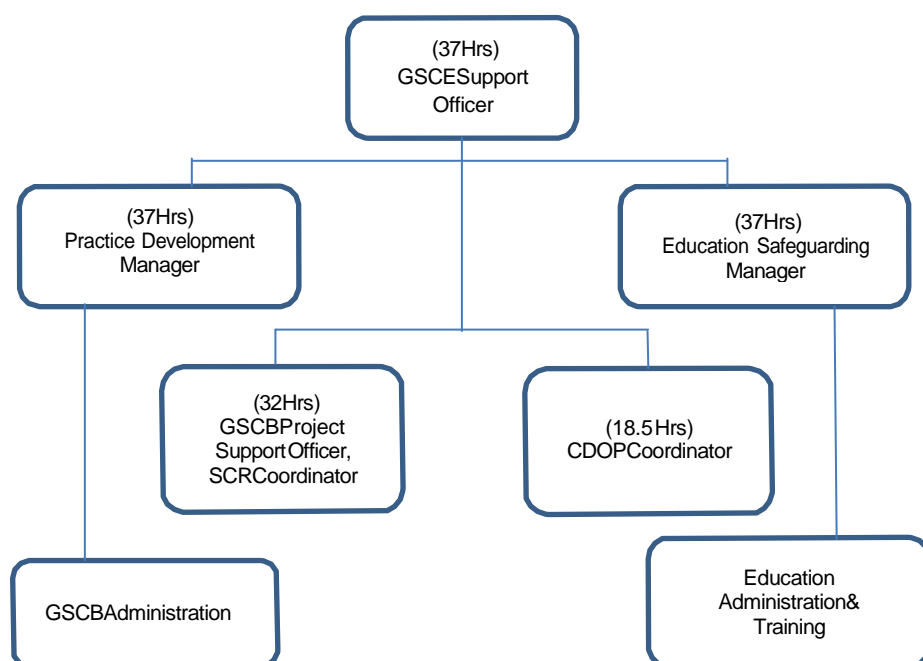 (37Hrs)
GSCESupport
Officer
(37Hrs)
Practice Development
Manager
(37Hrs)
Education Safeguarding
Manager
(32Hrs)
GSCBProject
SupportOfficer,
SCRCoordinator
(18.5Hrs)
CDOPCoordinator
GSCBAdministration
Education
Administration&
Training